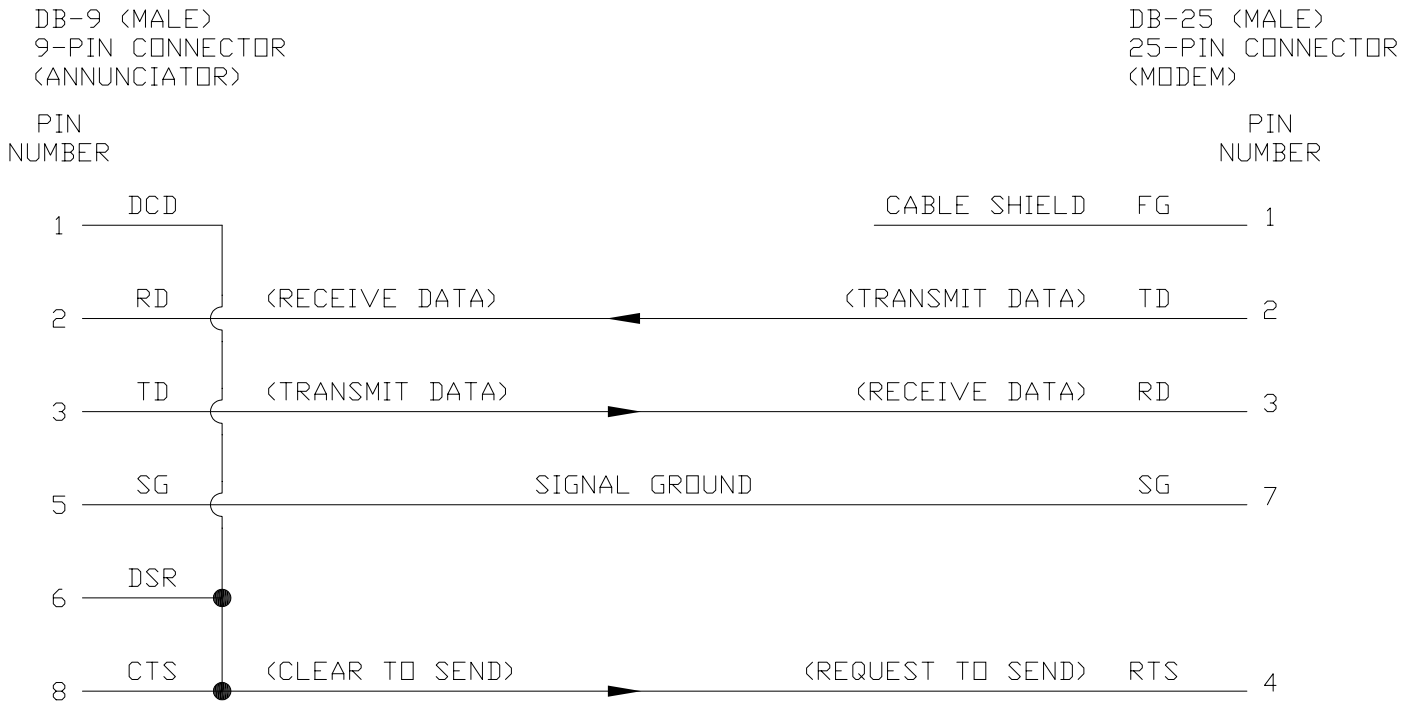 DB-9 (MALE)
9-PIN CONNECTOR
(ANNUNCIATOR)
DB-25 (MALE)
25-PIN CONNECTOR
(MODEM)
PIN
NUMBER
PIN
NUMBER
1 DCD CABLE SHIELD FG 1
2 RD (RECEIVE DATA) (TRANSMIT DATA) TD 2
3 TD (TRANSMIT DATA) (RECEIVE DATA) RD 3
5 SG SIGNAL GROUND SG 7
6 DSR
8 CTS (CLEAR TO SEND) (REQUEST TO SEND) RTS 4